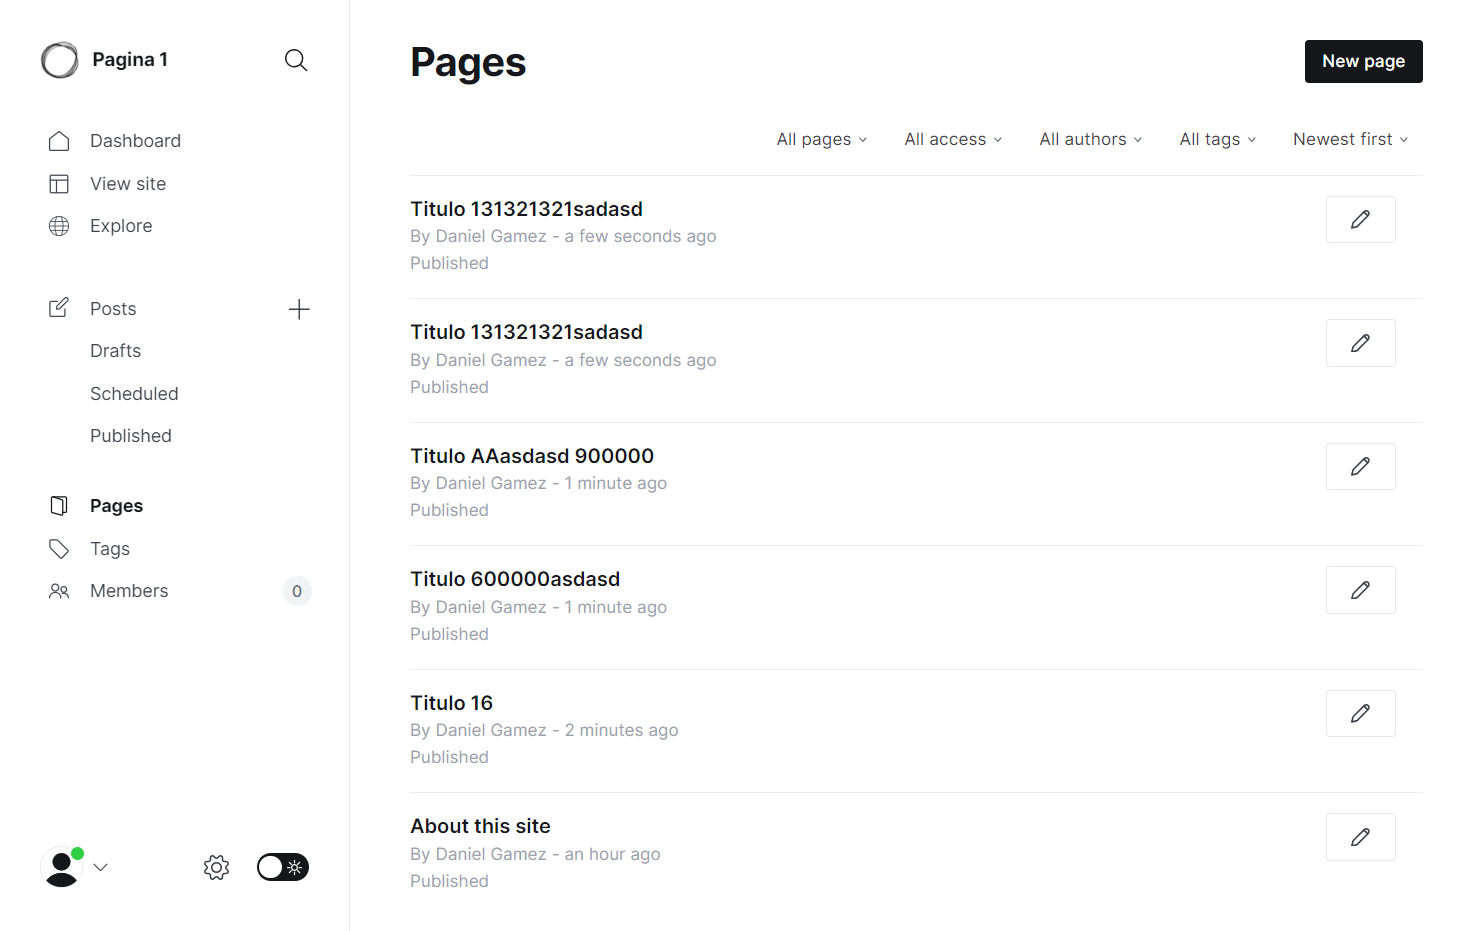 Pagina 1
Dashboard
View site
Explore
Posts
Drafts
Scheduled
Published
Pages
Tags
Members 0
Pages
New page
All pages All access All authors All tags Newest first
Titulo 131321321sadasd
By Daniel Gamez - a few seconds ago
Published
Titulo 131321321sadasd
By Daniel Gamez - a few seconds ago
Published
Titulo AAasdasd 900000
By Daniel Gamez - 1 minute ago
Published
Titulo 600000asdasd
By Daniel Gamez - 1 minute ago
Published
Titulo 16
By Daniel Gamez - 2 minutes ago
Published
About this site
By Daniel Gamez - an hour ago
Published